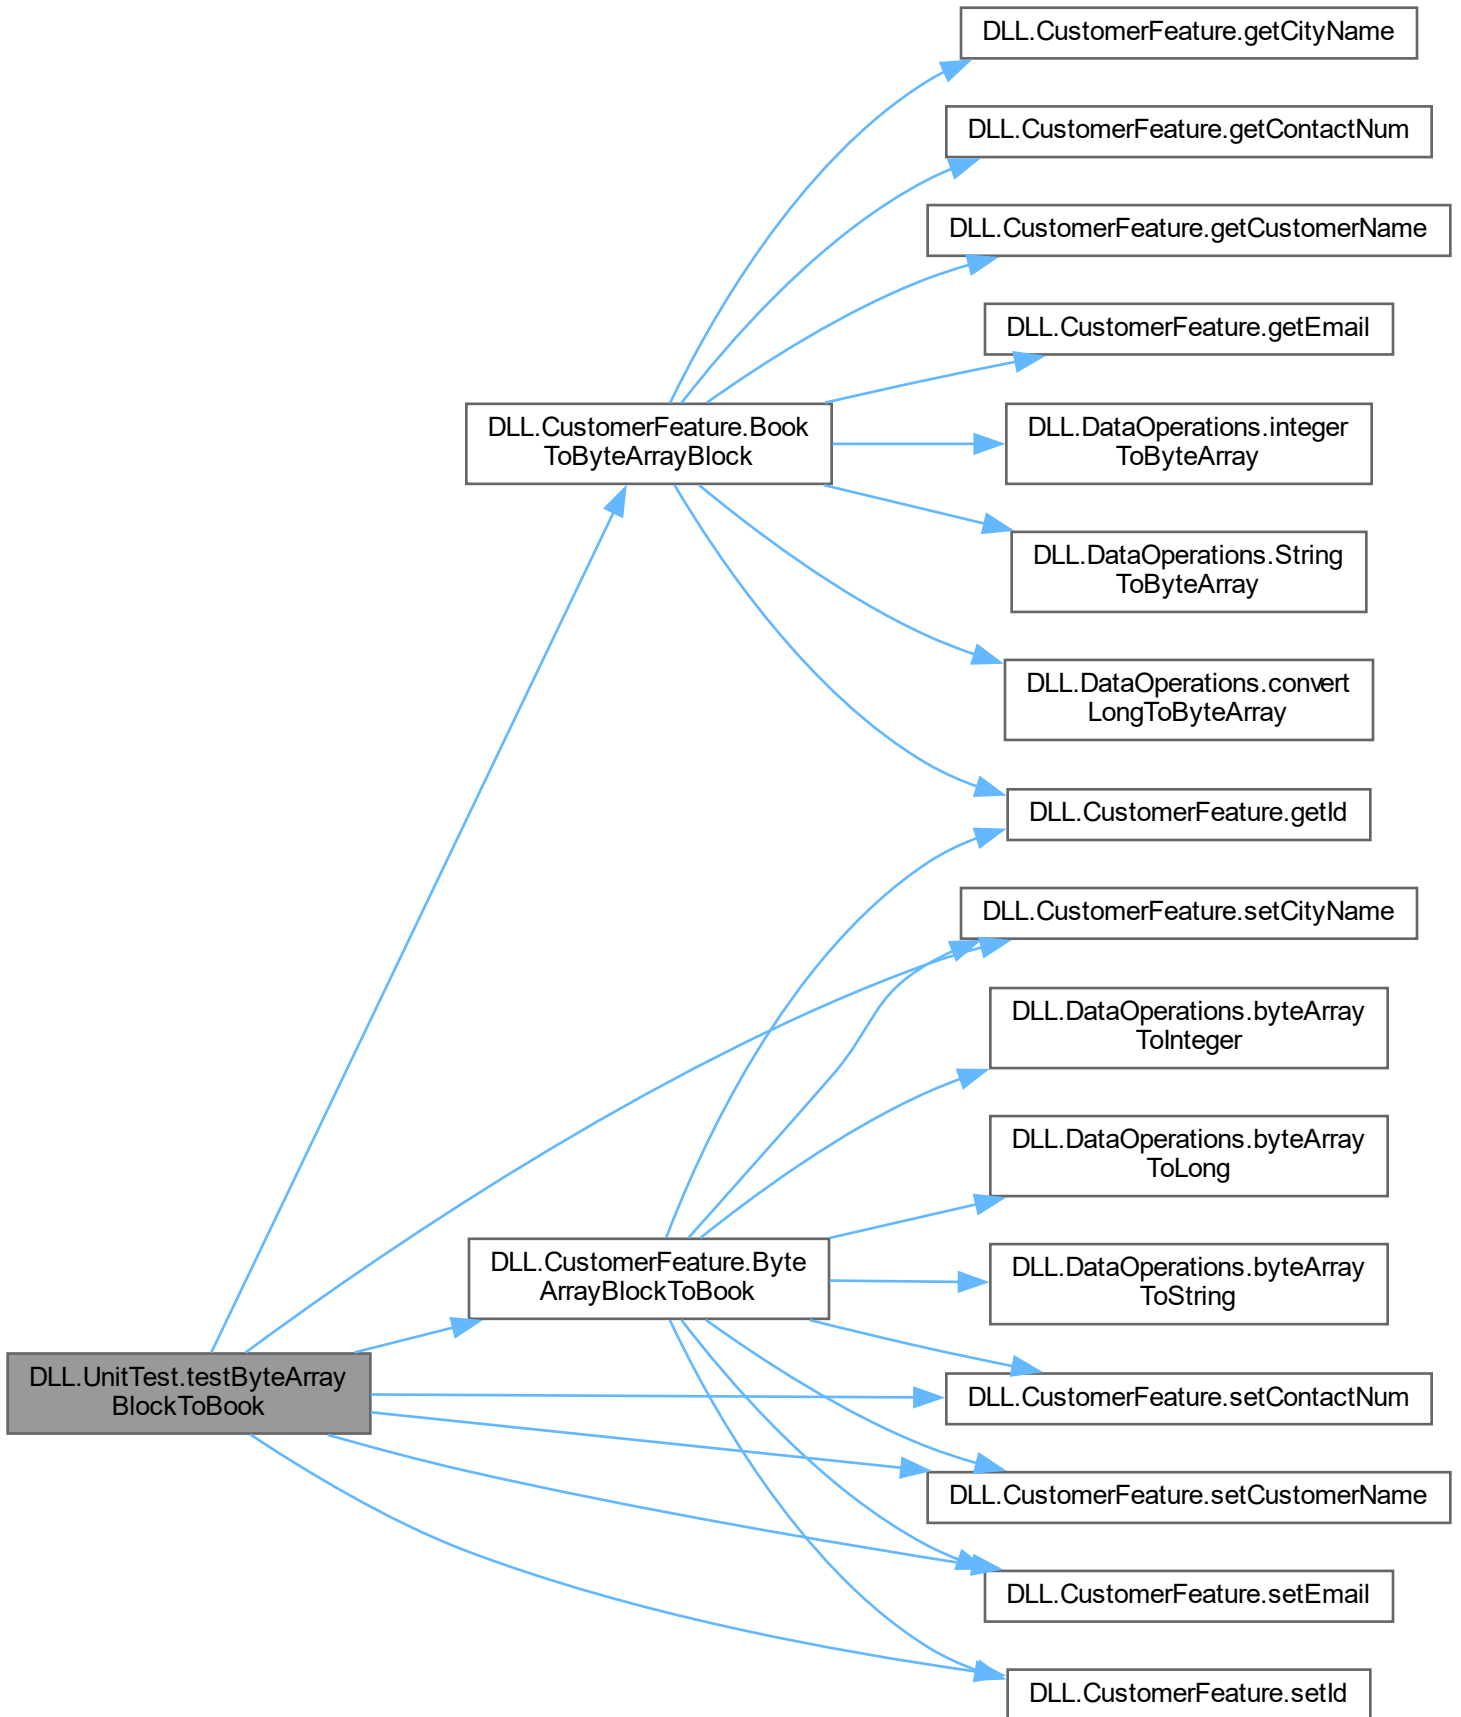 DLL.CustomerFeature.getCityName
DLL.CustomerFeature.getContactNum
DLL.CustomerFeature.getCustomerName
DLL.CustomerFeature.getEmail
DLL.CustomerFeature.Book
ToByteArrayBlock
DLL.DataOperations.integer
ToByteArray
DLL.DataOperations.String
ToByteArray
DLL.DataOperations.convert
LongToByteArray
DLL.CustomerFeature.getId
DLL.CustomerFeature.setCityName
DLL.DataOperations.byteArray
ToInteger
DLL.DataOperations.byteArray
ToLong
DLL.CustomerFeature.Byte
ArrayBlockToBook
DLL.DataOperations.byteArray
ToString
DLL.UnitTest.testByteArray
BlockToBook
DLL.CustomerFeature.setContactNum
DLL.CustomerFeature.setCustomerName
DLL.CustomerFeature.setEmail
DLL.CustomerFeature.setId